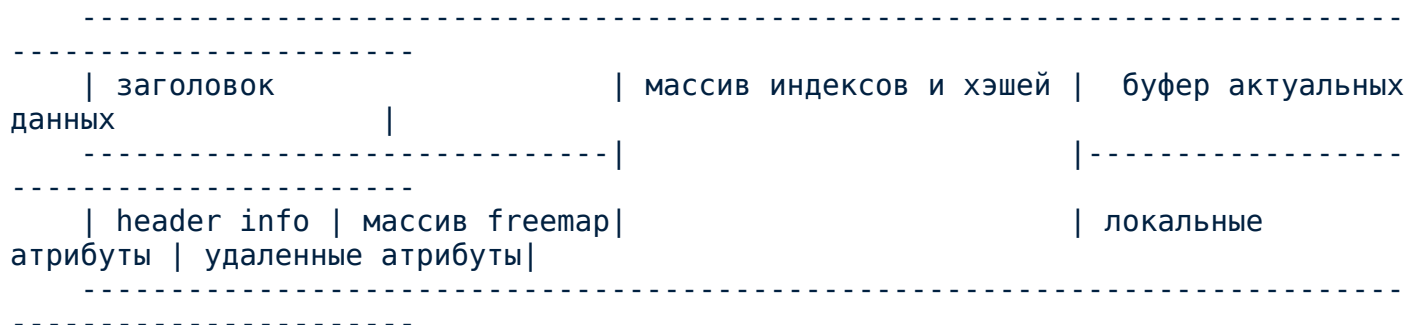 ---------------------------------------------------------------------------
-----------------------
| заголовок                   | массив индексов и хэшей |  буфер актуальных
данных               |
------------------------------|                         |------------------
-----------------------
| header info | массив freemap|                         | локальные
атрибуты | удаленные атрибуты|
---------------------------------------------------------------------------
-----------------------